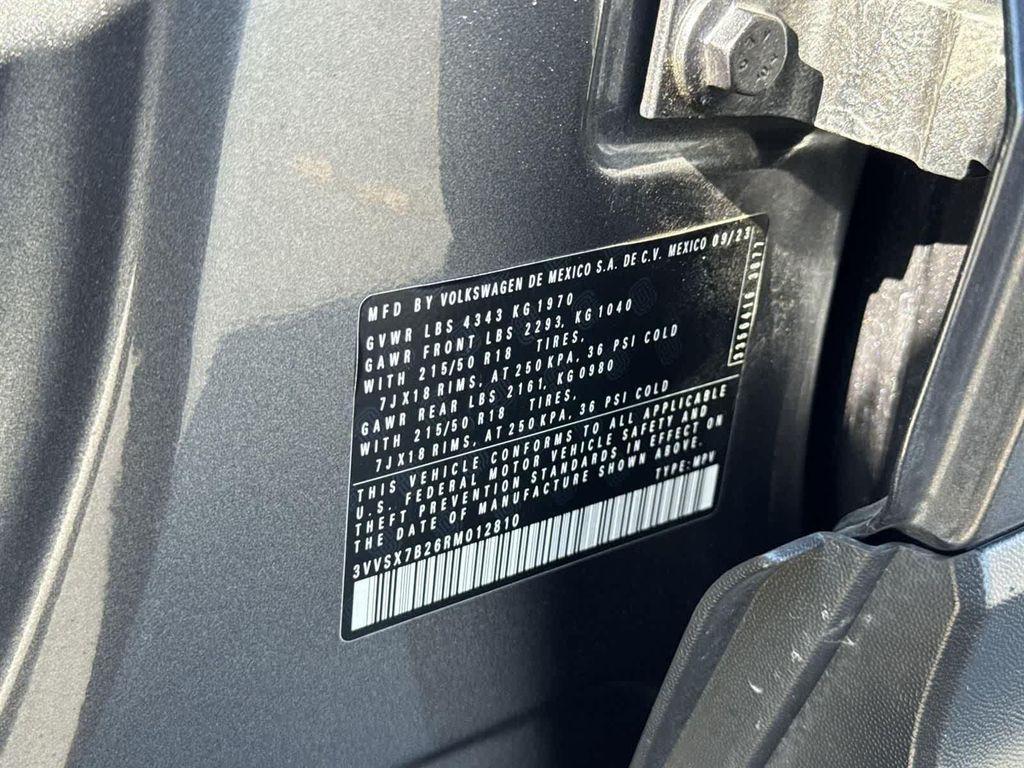 MFD BY VOLKSWAGEN DE MEXICO S.A. DE C.V. MEXICO 09/23
GVWR LBS 4343 KG 1970
GAWR FRONT LBS 2293, KG 1040
WITH 215/50 R18 TIRES,
7JX18 RIMS, AT 250 KPA, 36 PSI COLD
GAWR REAR LBS 2161, KG 0980
WITH 215/50 R18 TIRES,
7JX18 RIMS, AT 250 KPA, 36 PSI COLD
THIS VEHICLE CONFORMS TO ALL APPLICABLE
U.S. FEDERAL MOTOR VEHICLE SAFETY AND
THEFT PREVENTION STANDARDS IN EFFECT ON
THE DATE OF MANUFACTURE SHOWN ABOVE.
3VVSX7B26RM012810 TYPE:MPV